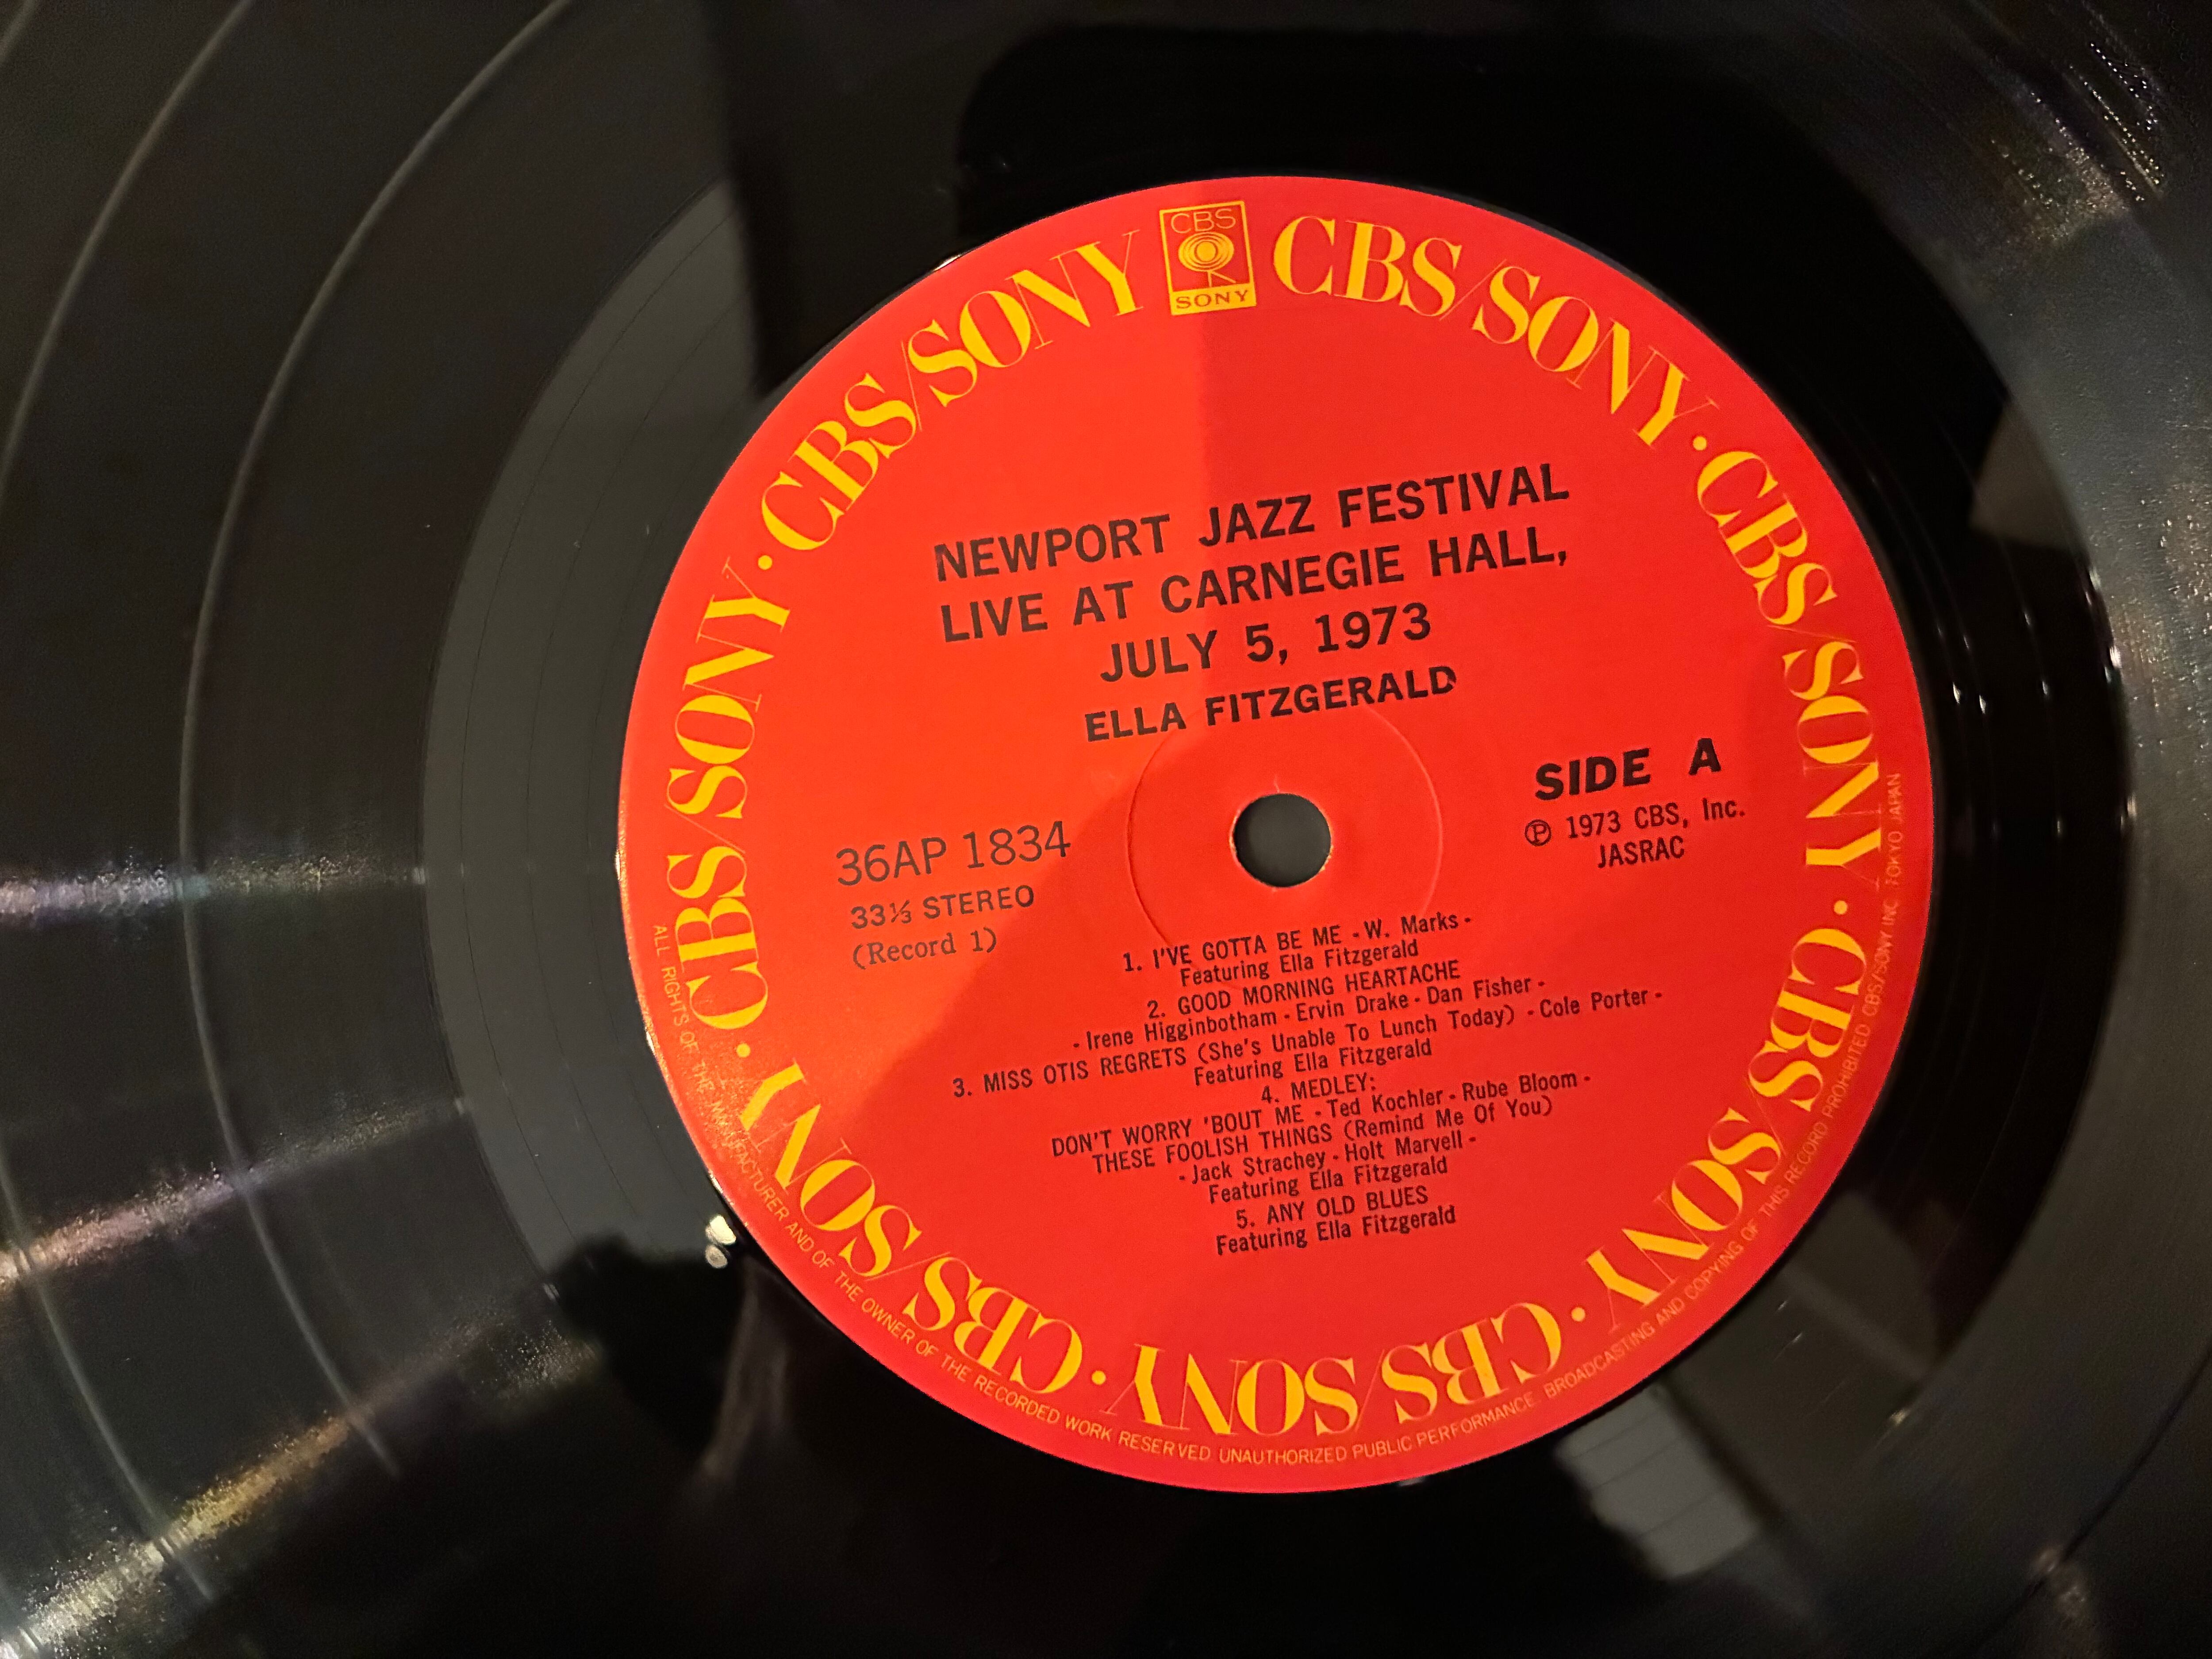 CBS
SONY
CBS/SONY · CBS/SONY · CBS/SONY · CBS/SONY · CBS/SONY · CBS/SONY · CBS/SONY
NEWPORT JAZZ FESTIVAL
LIVE AT CARNEGIE HALL,
JULY 5, 1973
ELLA FITZGERALD
SIDE A
℗ 1973 CBS, Inc.
JASRAC
36AP 1834
33⅓ STEREO
(Record 1)
1. I'VE GOTTA BE ME - W. Marks -
Featuring Ella Fitzgerald
2. GOOD MORNING HEARTACHE
- Irene Higginbotham - Ervin Drake - Dan Fisher -
3. MISS OTIS REGRETS (She's Unable To Lunch Today) - Cole Porter -
Featuring Ella Fitzgerald
4. MEDLEY:
DON'T WORRY 'BOUT ME - Ted Kochler - Rube Bloom -
THESE FOOLISH THINGS (Remind Me Of You)
- Jack Strachey - Holt Marvell -
Featuring Ella Fitzgerald
5. ANY OLD BLUES
Featuring Ella Fitzgerald
ALL RIGHTS OF THE MANUFACTURER AND OF THE OWNER OF THE RECORDED WORK RESERVED UNAUTHORIZED PUBLIC PERFORMANCE BROADCASTING AND COPYING OF THIS RECORD PROHIBITED CBS/SONY INC. TOKYO JAPAN